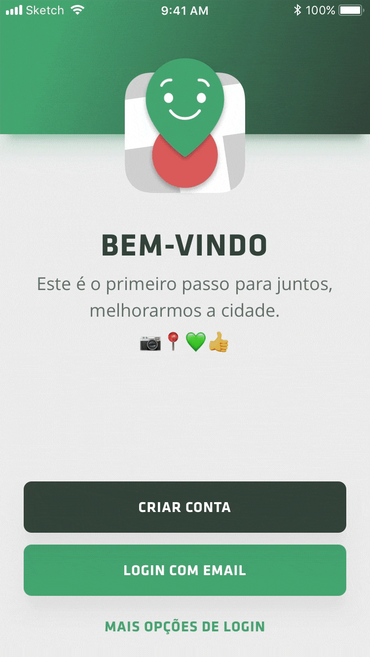 Sketch 9:41 AM 100%
BEM-VINDO
Este é o primeiro passo para juntos,
melhorarmos a cidade.
📷📍💚👍
CRIAR CONTA
LOGIN COM EMAIL
MAIS OPÇÕES DE LOGIN